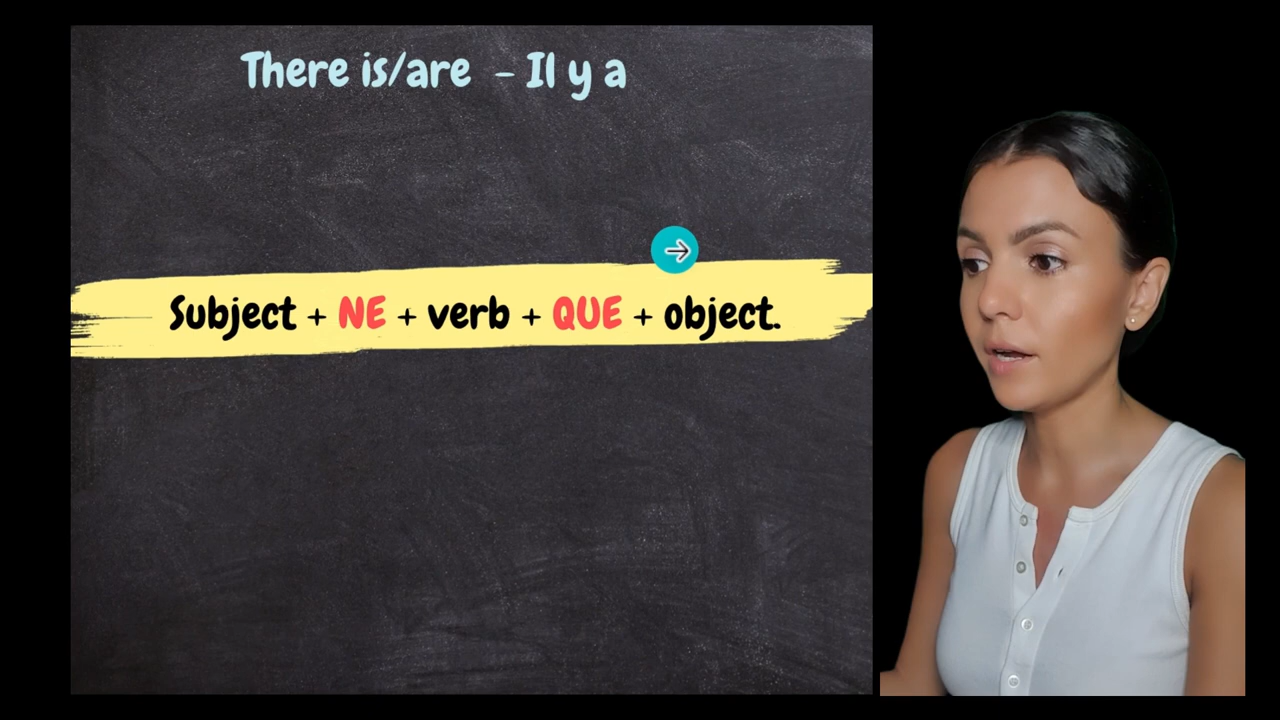 There is/are - Il y a
Subject + NE + verb + QUE + object.